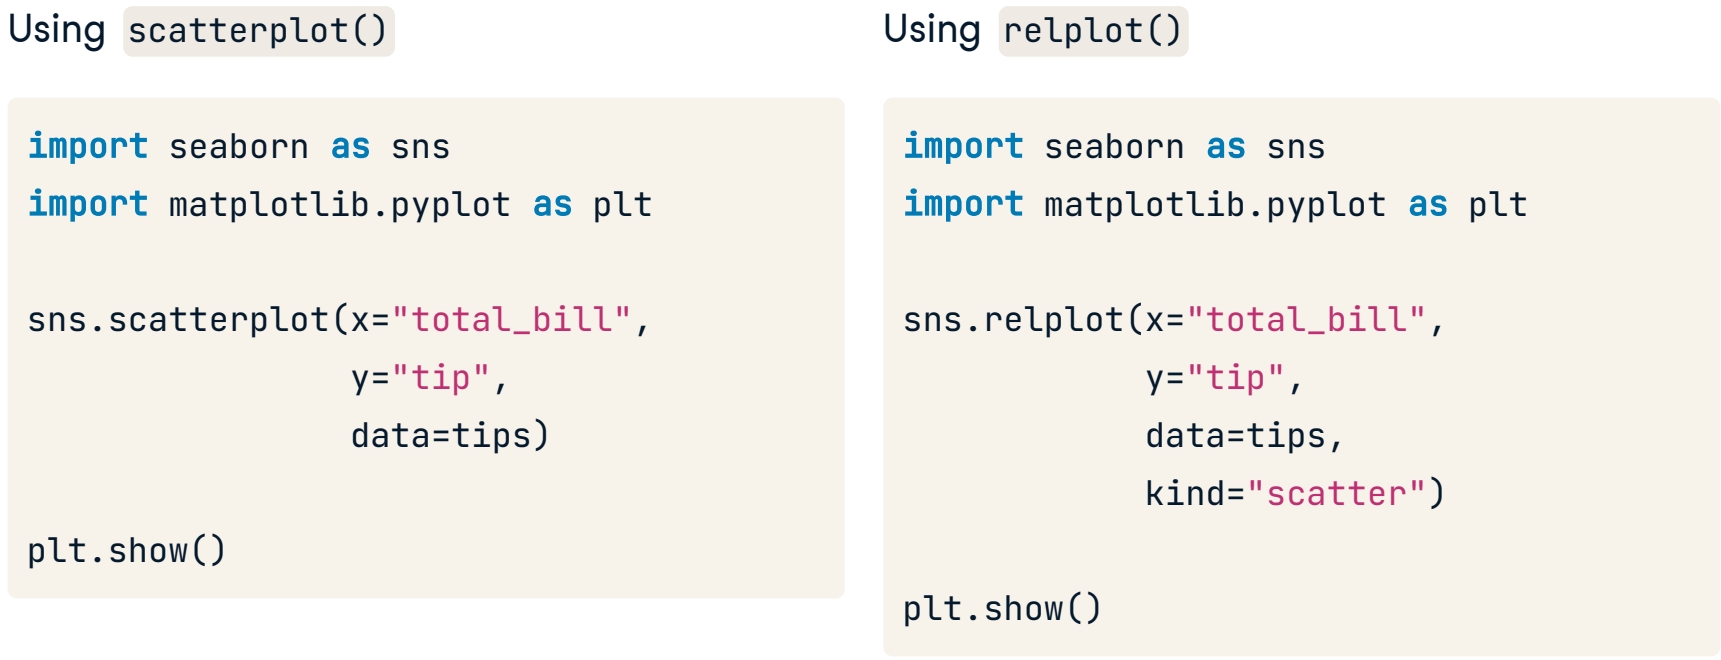 Using scatterplot()
import seaborn as sns
import matplotlib.pyplot as plt
sns.scatterplot(x="total_bill",
y="tip",
data=tips)
plt.show()
Using relplot()
import seaborn as sns
import matplotlib.pyplot as plt
sns.relplot(x="total_bill",
y="tip",
data=tips,
kind="scatter")
plt.show()